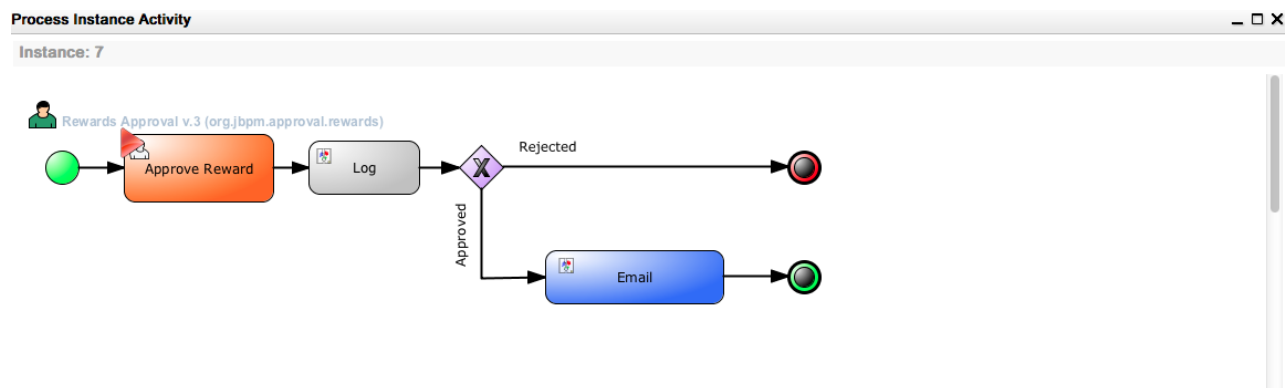 Process Instance Activity
Instance: 7
Rewards Approval v.3 (org.jbpm.approval.rewards)
Approve Reward
Log
X
Rejected
Approved
Email